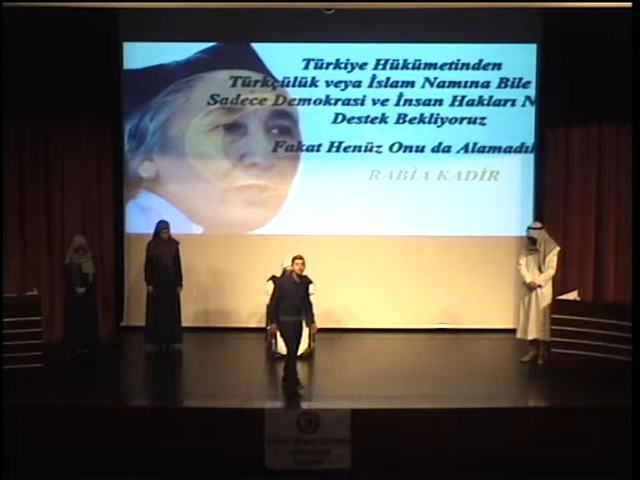 Türkiye Hükümetinden
Türkçülük veya İslam Namına Bile
Sadece Demokrasi ve İnsan Hakları N
Destek Bekliyoruz
Fakat Henüz Onu da Alamadı
RABİA KADİR